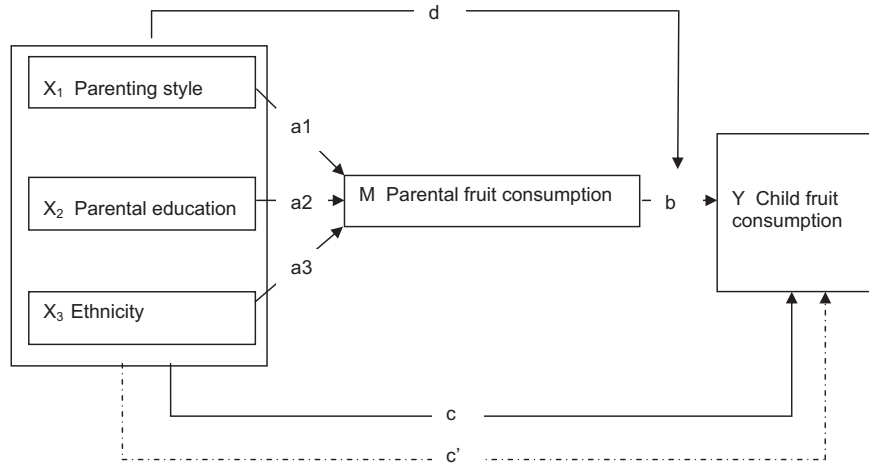 d
X₁ Parenting style
a1
X₂ Parental education
a2
M Parental fruit consumption
b
Y Child fruit
consumption
a3
X₃ Ethnicity
c
c’